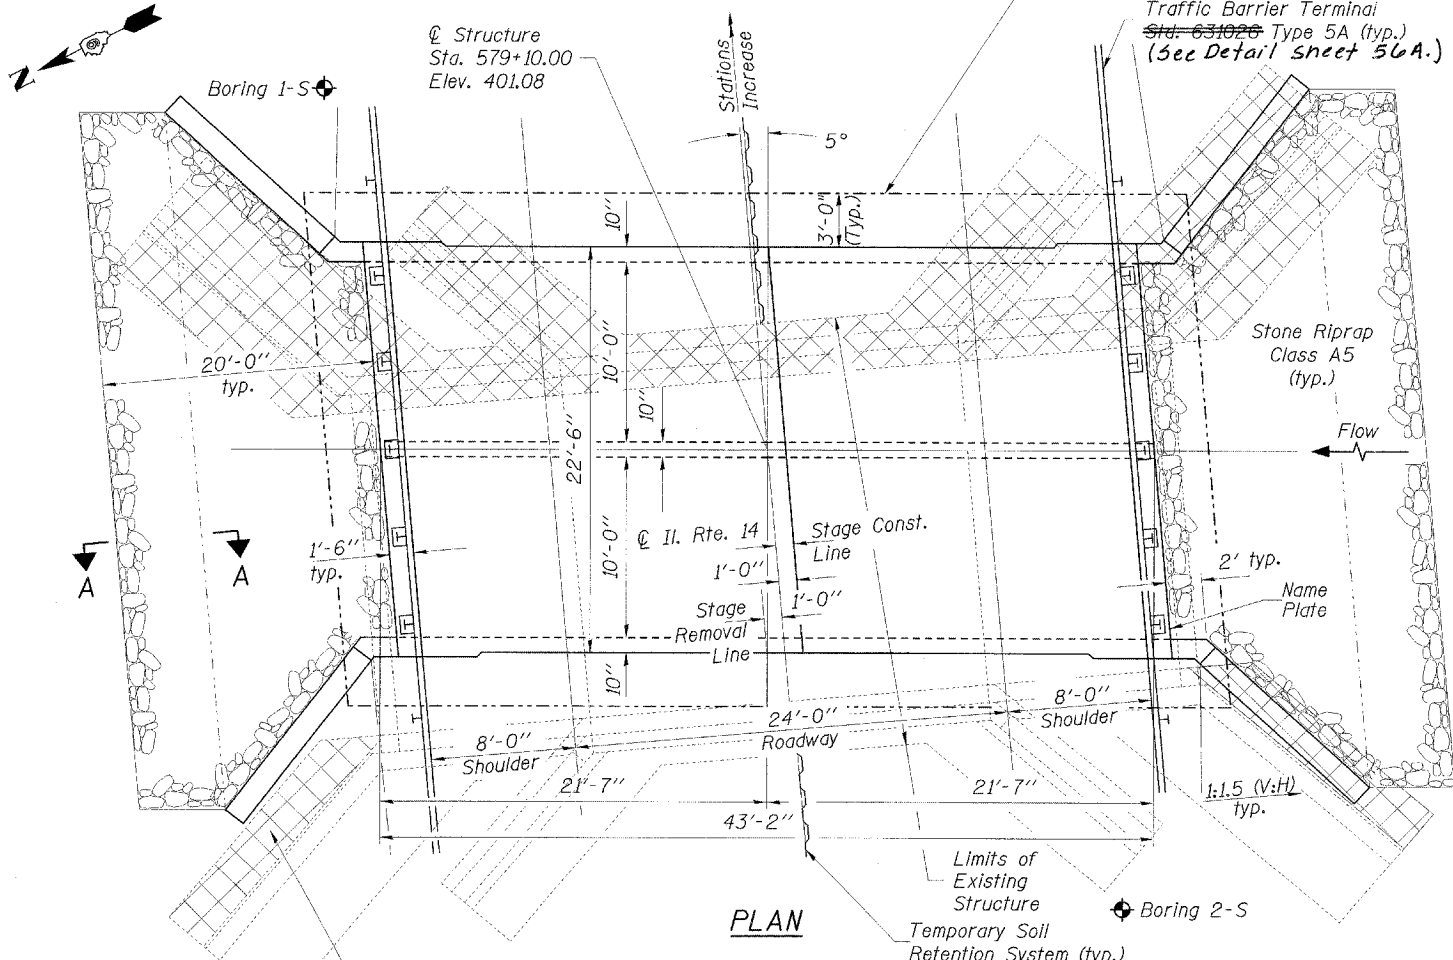 Traffic Barrier Terminal
Std. 631026 Type 5A (typ.)
(See Detail Sheet 56A.)
℄ Structure
Sta. 579+10.00
Elev. 401.08
Stations
Increase
N
Boring 1-S
5°
10"
3'-0"
(Typ.)
Stone Riprap
Class A5
(typ.)
20'-0"
typ.
10'-0"
10"
22'-6"
Flow
℄ Il. Rte. 14
Stage Const.
Line
A
A
1'-6"
typ.
10'-0"
1'-0"
1'-0"
2' typ.
Name
Plate
Stage
Removal
Line
10"
8'-0"
Shoulder
24'-0"
Roadway
8'-0"
Shoulder
21'-7"
21'-7"
1:1.5 (V:H)
typ.
43'-2"
Limits of
Existing
Structure
PLAN
Boring 2-S
Temporary Soil
Retention System (typ.)